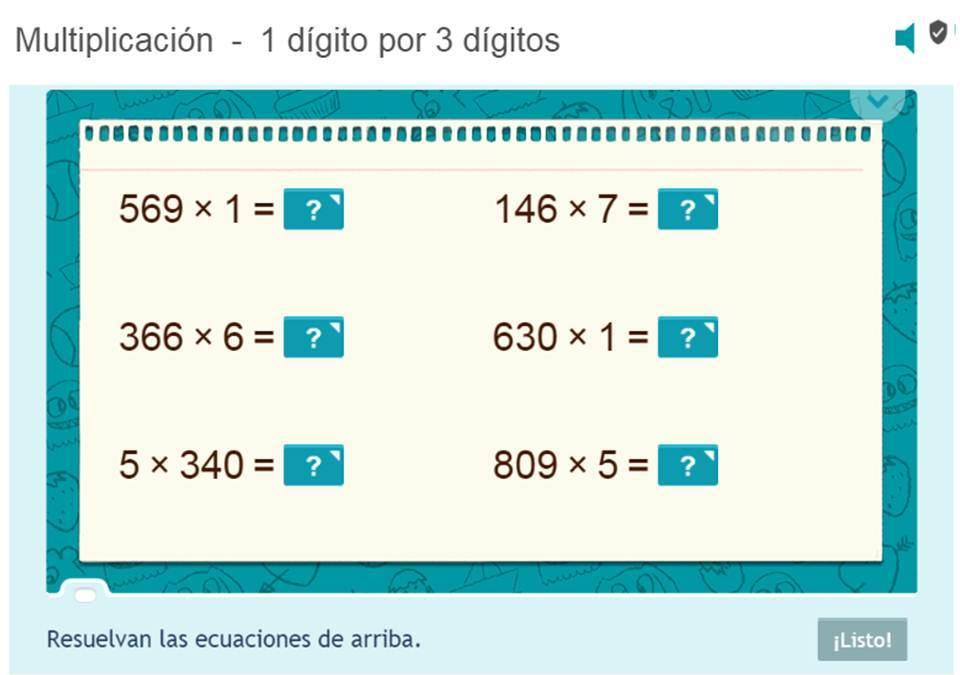 Multiplicación - 1 dígito por 3 dígitos
569 × 1 = ?
146 × 7 = ?
366 × 6 = ?
630 × 1 = ?
5 × 340 = ?
809 × 5 = ?
Resuelvan las ecuaciones de arriba.
¡Listo!